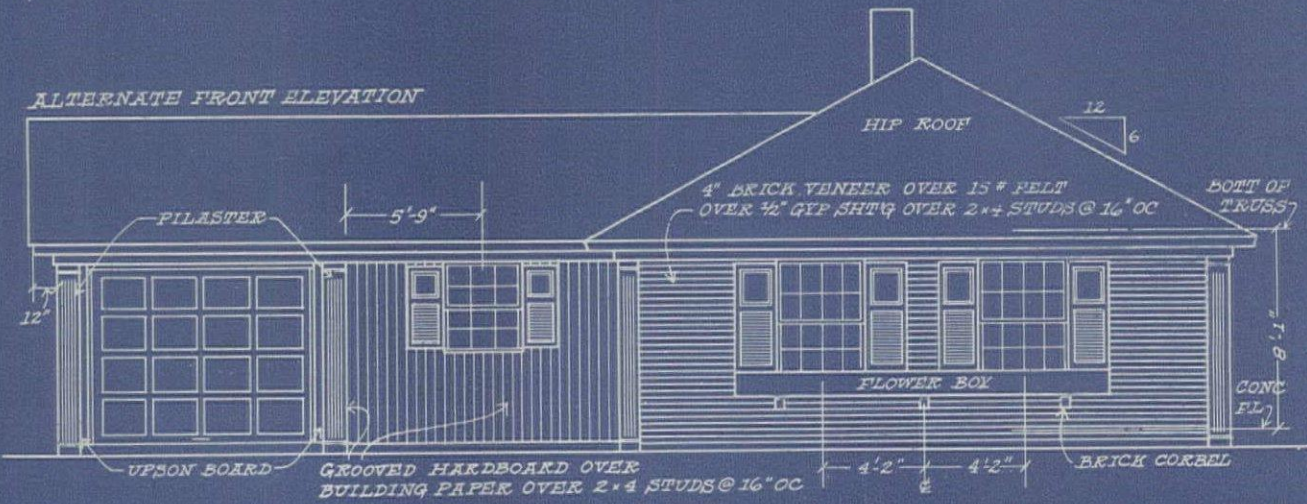 ALTERNATE FRONT ELEVATION
HIP ROOF
12
6
4" BRICK VENEER OVER 15# FELT
OVER ½" GYP SHT'G OVER 2×4 STUDS @ 16" OC
BOTT OF
TRUSS
PILASTER
5'-9"
12"
8'-1"
FLOWER BOX
CONC
FL
UPSON BOARD
GROOVED HARDBOARD OVER
BUILDING PAPER OVER 2×4 STUDS @ 16" OC
4'-2"
4'-2"
BRICK CORBEL